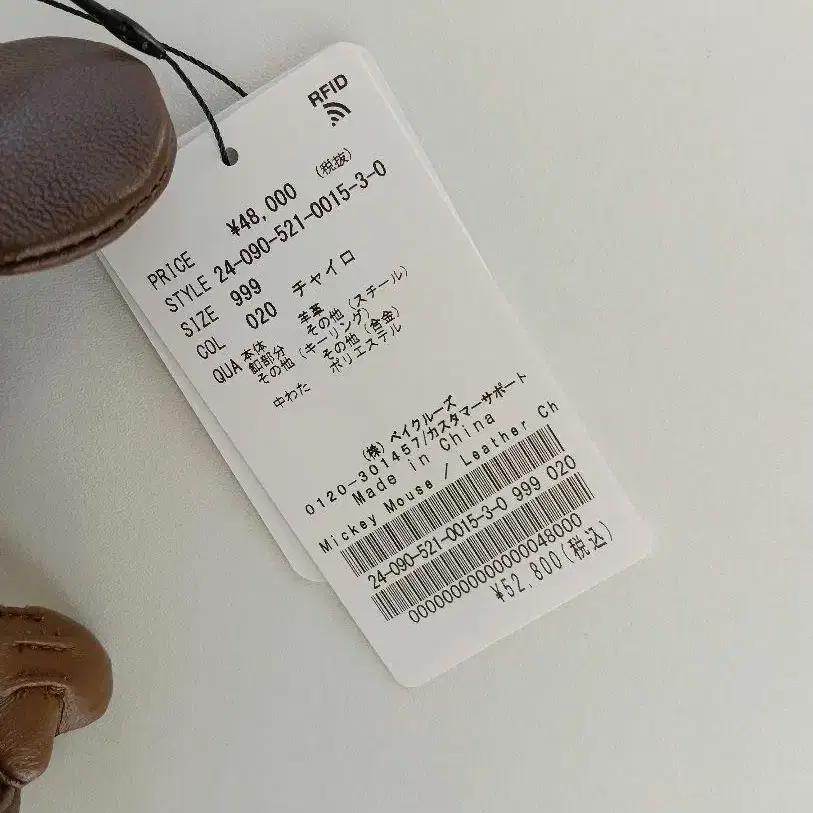 RFID
PRICE ¥48,000 (税抜)
STYLE 24-090-521-0015-3-0
SIZE 999
COL 020 チャイロ
QUA 本体 羊革
釦部分 その他 (スチール)
その他 (キーリング) その他 (合金)
中わた ポリエステル
(株) ベイクルーズ
0120-301457/カスタマーサポート
Made in China
Mickey Mouse / Leather Ch
24-090-521-0015-3-0 999 020
0000000000000000048000
¥52,800(税込)